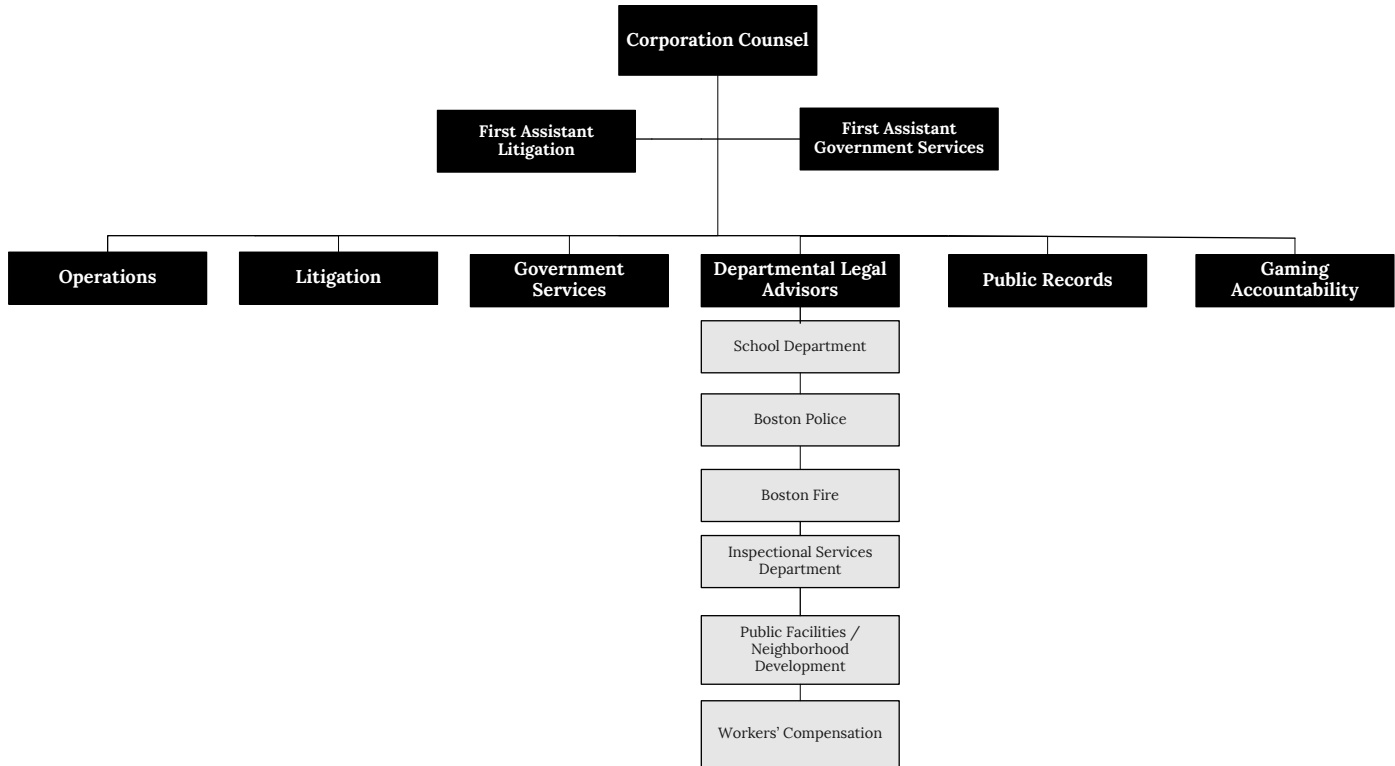 Corporation Counsel
First Assistant
Litigation
First Assistant
Government Services
Operations
Litigation
Government
Services
Departmental Legal
Advisors
Public Records
Gaming
Accountability
School Department
Boston Police
Boston Fire
Inspectional Services
Department
Public Facilities /
Neighborhood
Development
Workers’ Compensation